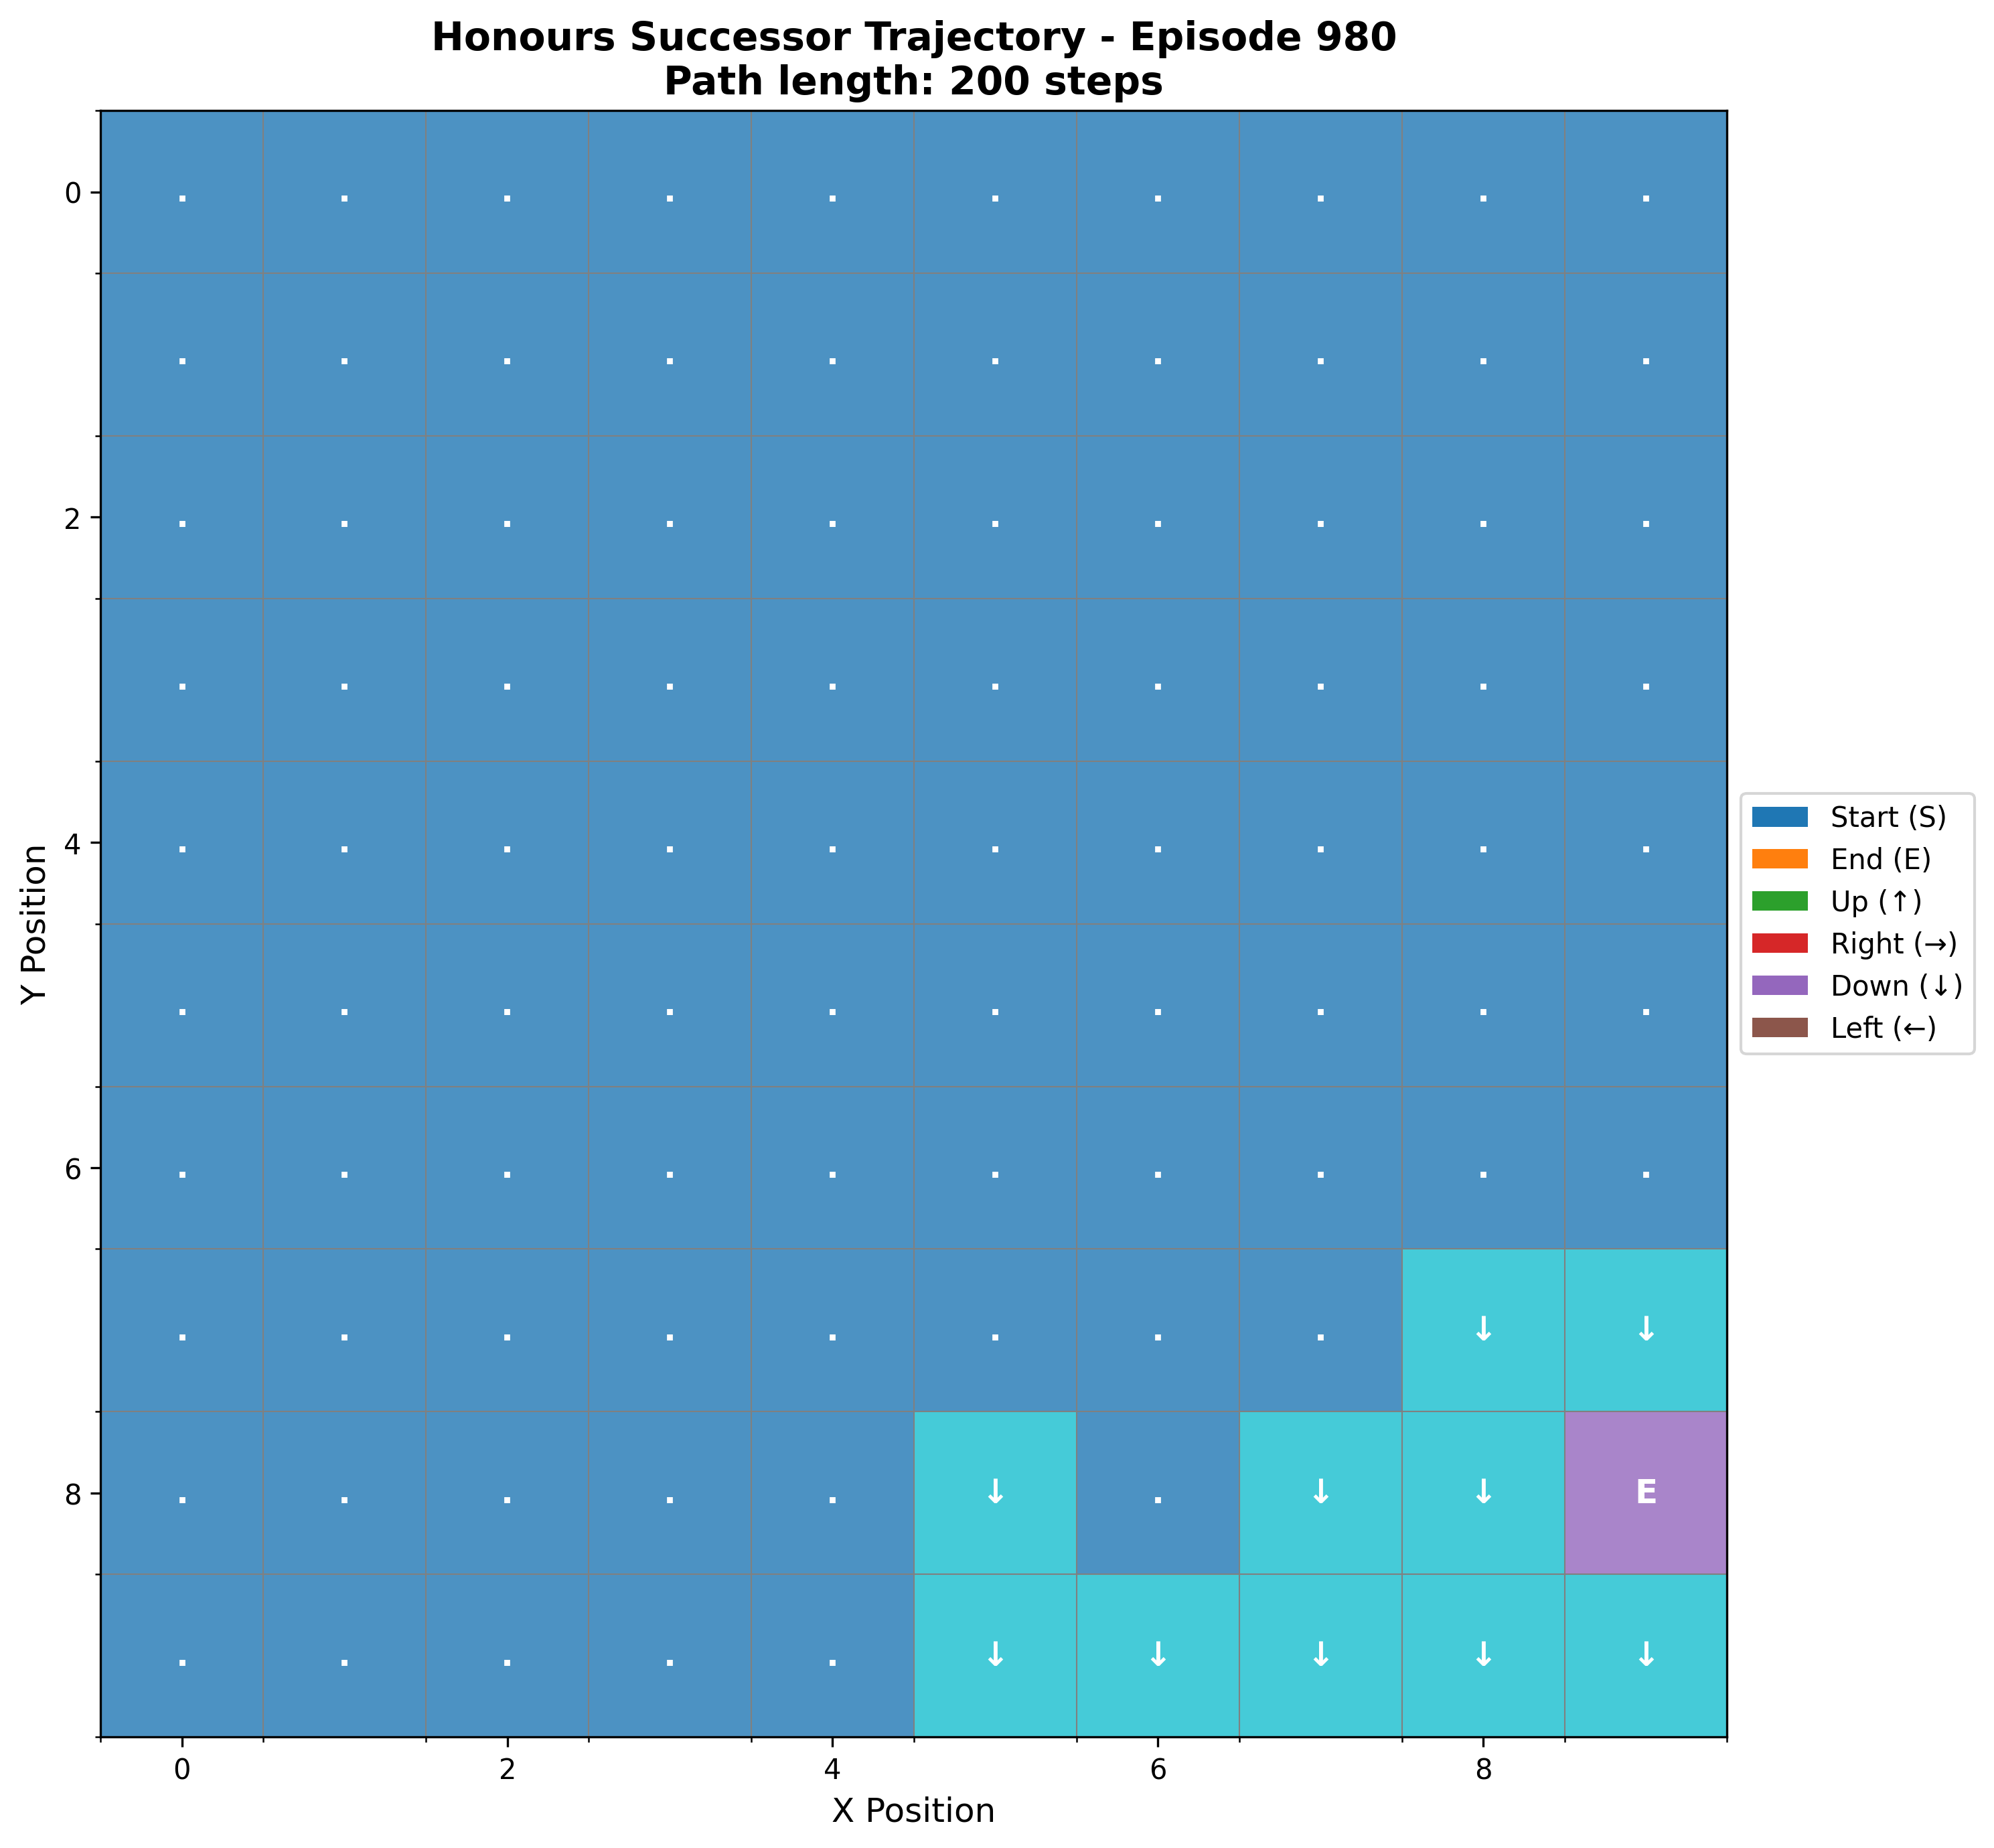 Honours Successor Trajectory - Episode 980
Path length: 200 steps
0
2
4
6
8
Y Position
. . . . . . . . . .
. . . . . . . . . .
. . . . . . . . . .
. . . . . . . . . .
. . . . . . . . . .
. . . . . . . . . .
. . . . . . . . . .
. . . . . . . . ↓ ↓
. . . . . ↓ . ↓ ↓ E
. . . . . ↓ ↓ ↓ ↓ ↓
0 2 4 6 8
X Position
Start (S)
End (E)
Up (↑)
Right (→)
Down (↓)
Left (←)